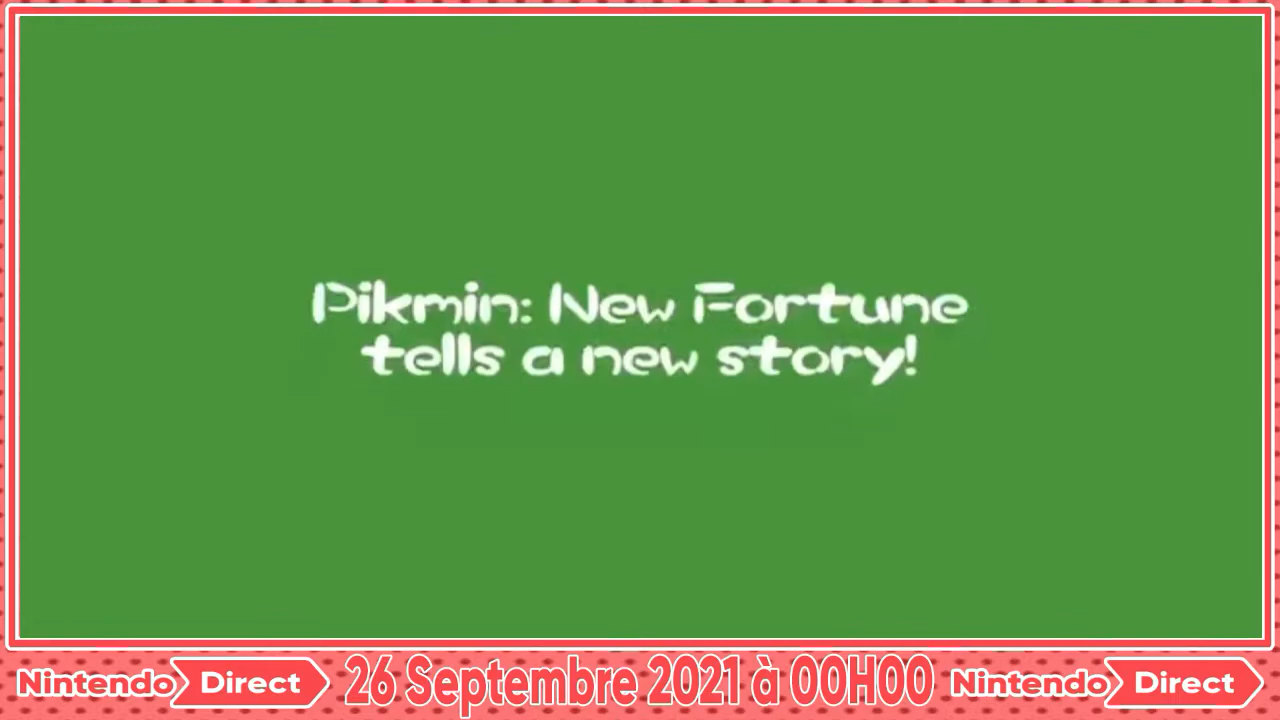 Pikmin: New Fortune
tells a new story!
Nintendo Direct 26 Septembre 2021 à 00H00 Nintendo Direct